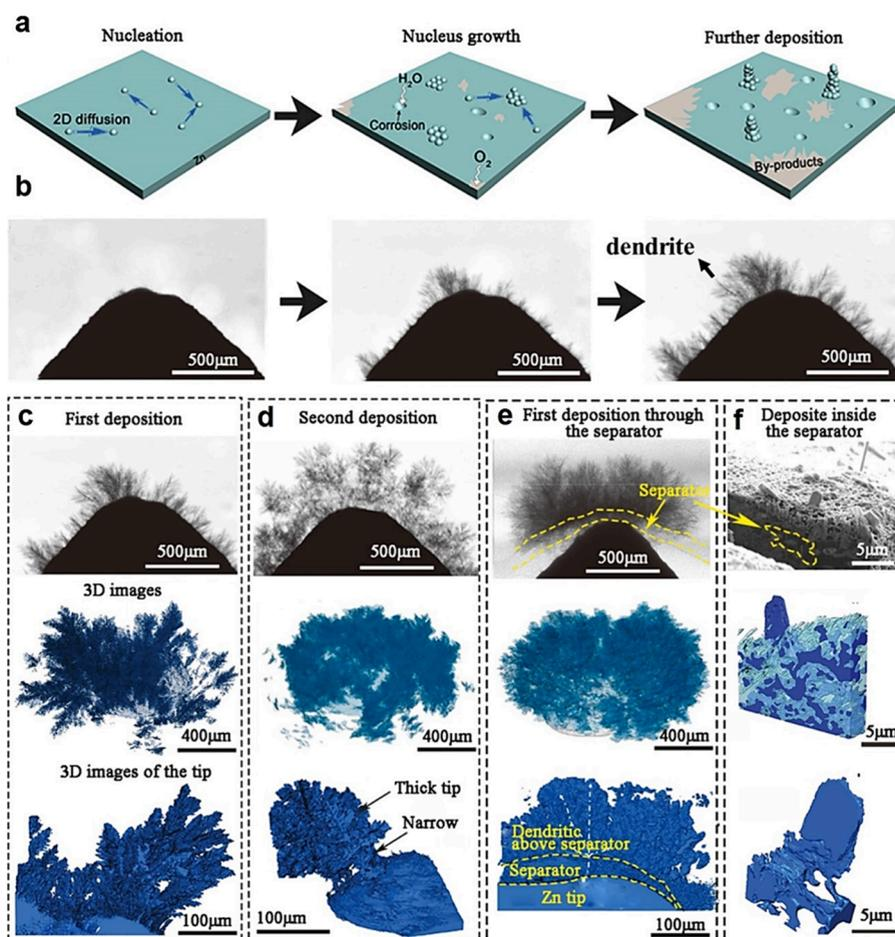 a
Nucleation
Nucleus growth
Further deposition
2D diffusion
Zn
H₂O
Corrosion
O₂
By-products
b
500μm
500μm
dendrite
500μm
c
First deposition
500μm
3D images
400μm
3D images of the tip
100μm
d
Second deposition
500μm
400μm
Thick tip
Narrow
100μm
e
First deposition through
the separator
Separator
500μm
400μm
Dendritic
above separator
Separator
Zn tip
100μm
f
Deposite inside
the separator
5μm
5μm
5μm